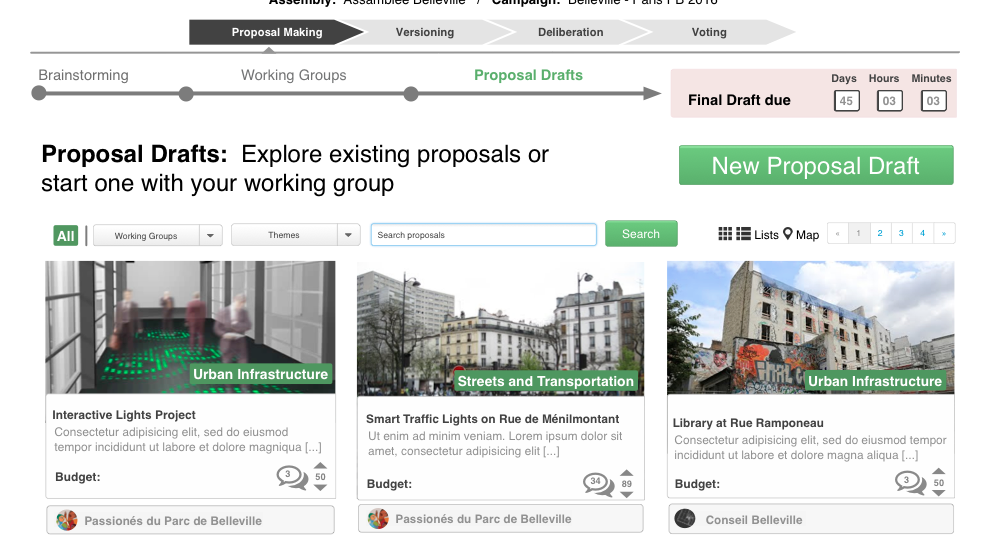 Assembly: Assamblée Belleville / Campaign: Belleville - Paris PB 2016
Proposal Making
Versioning
Deliberation
Voting
Brainstorming
Working Groups
Proposal Drafts
Final Draft due
Days Hours Minutes
45 03 03
Proposal Drafts: Explore existing proposals or
start one with your working group
New Proposal Draft
All
Working Groups
Themes
Search proposals
Search
Lists
Map
« 1 2 3 4 »
Urban Infrastructure
Interactive Lights Project
Consectetur adipisicing elit, sed do eiusmod
tempor incididunt ut labore et dolore magniqua [...]
Budget:
3
50
Passionés du Parc de Belleville
Streets and Transportation
Smart Traffic Lights on Rue de Ménilmontant
Ut enim ad minim veniam. Lorem ipsum dolor sit
amet, consectetur adipisicing elit [...]
Budget:
34
89
Passionés du Parc de Belleville
Urban Infrastructure
Library at Rue Ramponeau
Consectetur adipisicing elit, sed do eiusmod tempor
incididunt ut labore et dolore magna aliqua [...]
Budget:
3
50
Conseil Belleville